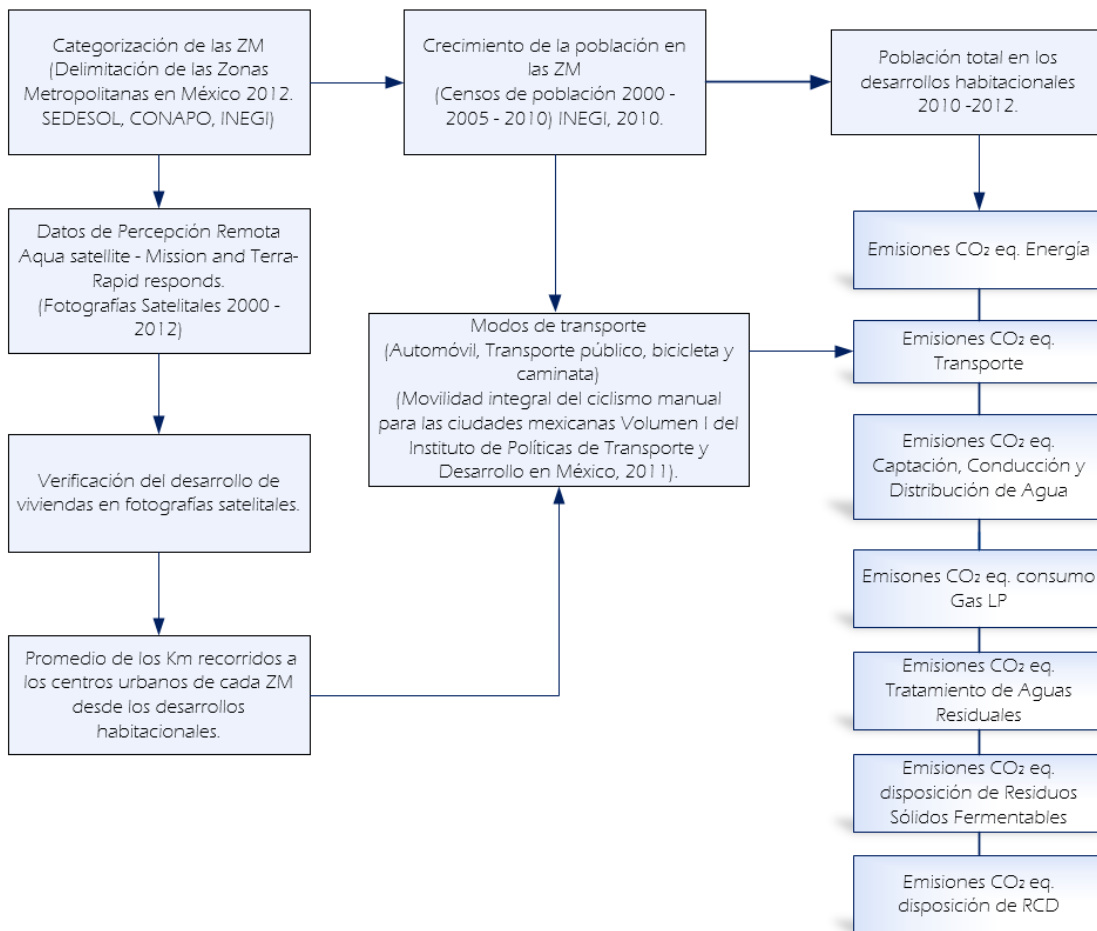 Categorización de las ZM
(Delimitación de las Zonas
Metropolitanas en México 2012.
SEDESOL, CONAPO, INEGI)
Crecimiento de la población en
las ZM
(Censos de población 2000 -
2005 - 2010) INEGI, 2010.
Población total en los
desarrollos habitacionales
2010 -2012.
Datos de Percepción Remota
Aqua satellite - Mission and Terra-
Rapid responds.
(Fotografías Satelitales 2000 -
2012)
Verificación del desarrollo de
viviendas en fotografías satelitales.
Promedio de los Km recorridos a
los centros urbanos de cada ZM
desde los desarrollos
habitacionales.
Modos de transporte
(Automóvil, Transporte público, bicicleta y
caminata)
(Movilidad integral del ciclismo manual
para las ciudades mexicanas Volumen I del
Instituto de Políticas de Transporte y
Desarrollo en México, 2011).
Emisiones CO₂ eq. Energía
Emisiones CO₂ eq.
Transporte
Emisiones CO₂ eq.
Captación, Conducción y
Distribución de Agua
Emisones CO₂ eq. consumo
Gas LP
Emisiones CO₂ eq.
Tratamiento de Aguas
Residuales
Emisiones CO₂ eq.
disposición de Residuos
Sólidos Fermentables
Emisiones CO₂ eq.
disposición de RCD